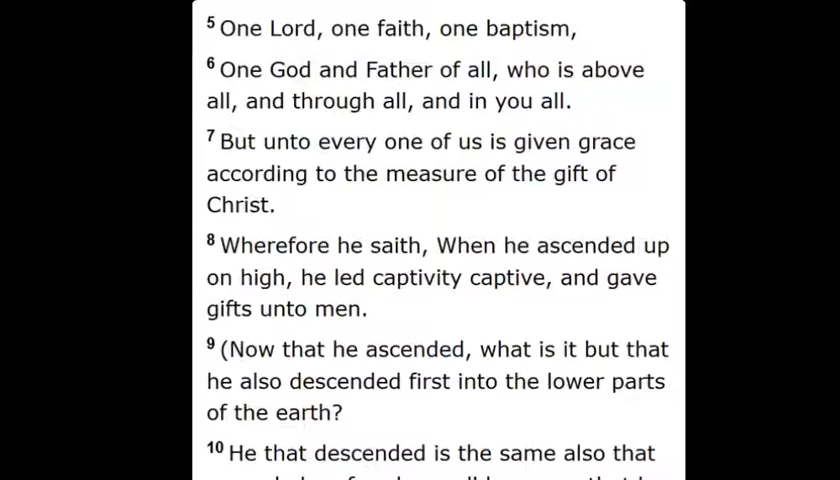 5 One Lord, one faith, one baptism,
6 One God and Father of all, who is above
all, and through all, and in you all.
7 But unto every one of us is given grace
according to the measure of the gift of
Christ.
8 Wherefore he saith, When he ascended up
on high, he led captivity captive, and gave
gifts unto men.
9 (Now that he ascended, what is it but that
he also descended first into the lower parts
of the earth?
10 He that descended is the same also that